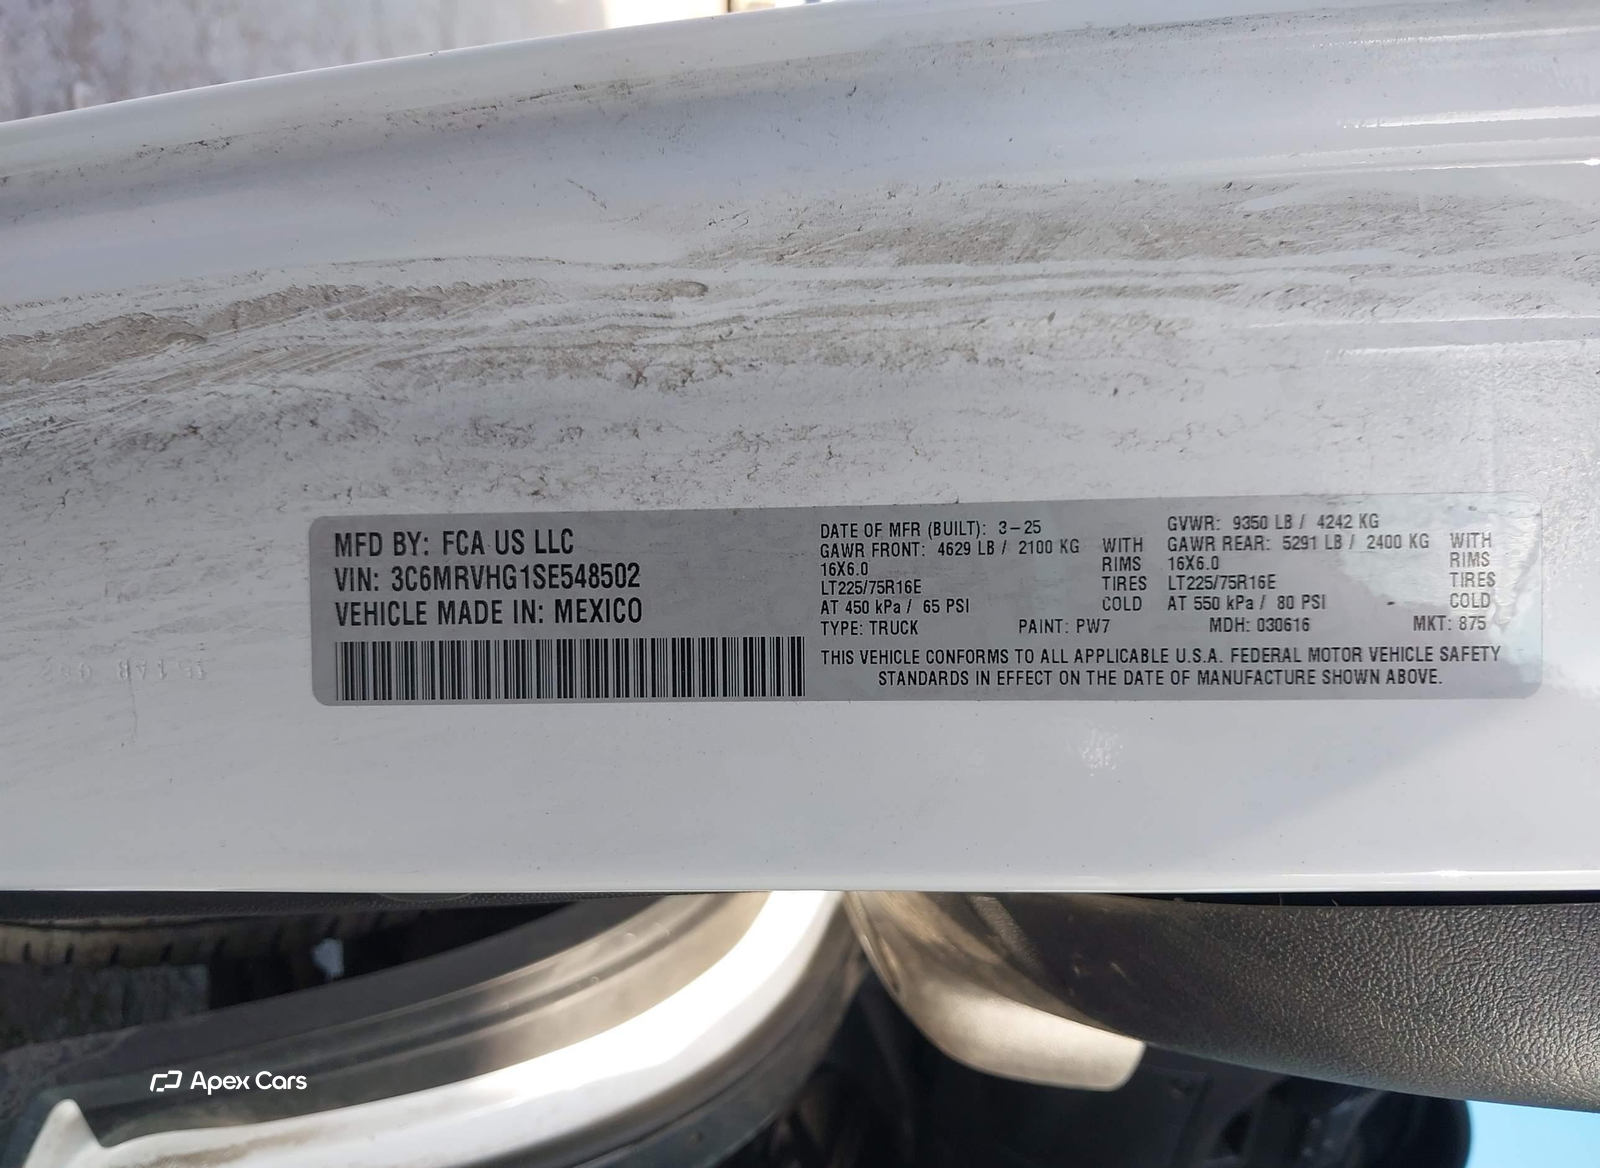 MFD BY: FCA US LLC
VIN: 3C6MRVHG1SE548502
VEHICLE MADE IN: MEXICO
DATE OF MFR (BUILT): 3-25
GAWR FRONT: 4629 LB / 2100 KG WITH
16X6.0 RIMS
LT225/75R16E TIRES
AT 450 kPa / 65 PSI COLD
GVWR: 9350 LB / 4242 KG
GAWR REAR: 5291 LB / 2400 KG WITH
16X6.0 RIMS
LT225/75R16E TIRES
AT 550 kPa / 80 PSI COLD
TYPE: TRUCK PAINT: PW7 MDH: 030616 MKT: 875
THIS VEHICLE CONFORMS TO ALL APPLICABLE U.S.A. FEDERAL MOTOR VEHICLE SAFETY
STANDARDS IN EFFECT ON THE DATE OF MANUFACTURE SHOWN ABOVE.
Apex Cars